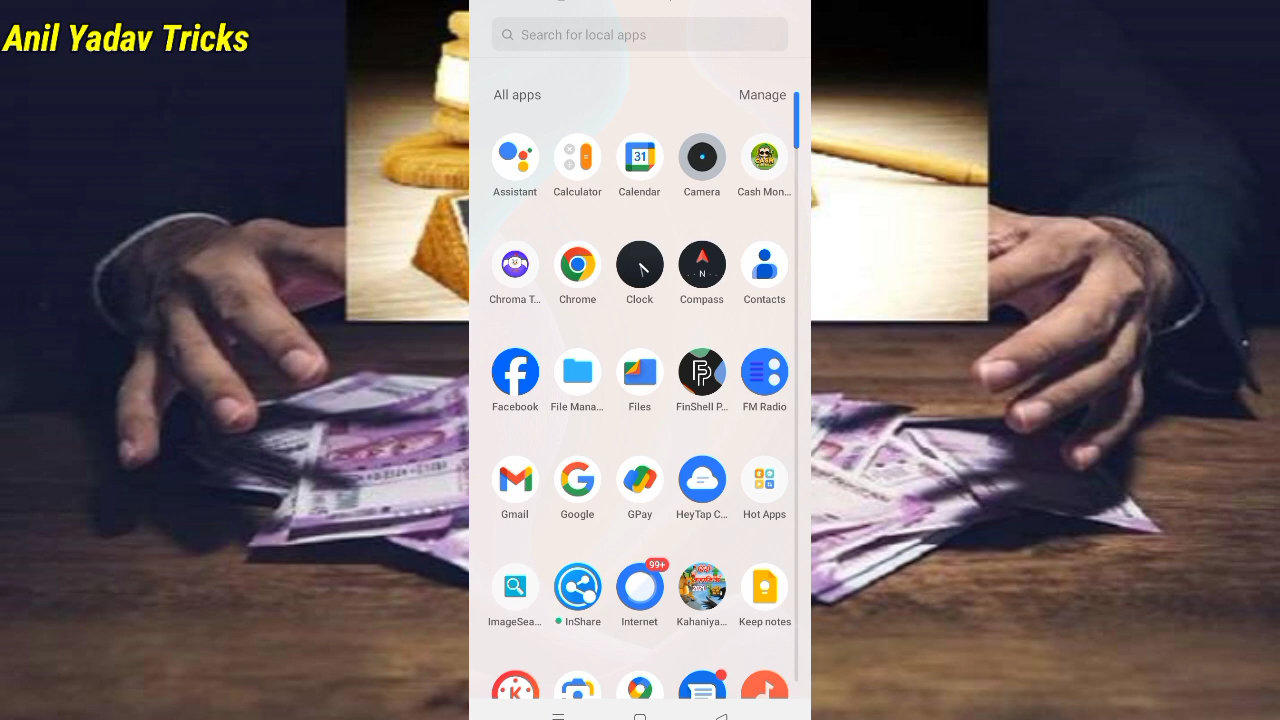 Anil Yadav Tricks
Search for local apps
All apps Manage
31
Assistant Calculator Calendar Camera Cash Mon...
N
Chroma T... Chrome Clock Compass Contacts
Facebook File Mana... Files FinShell P... FM Radio
Gmail Google GPay HeyTap C... Hot Apps
99+
ImageSea... InShare Internet Kahaniya... Keep notes